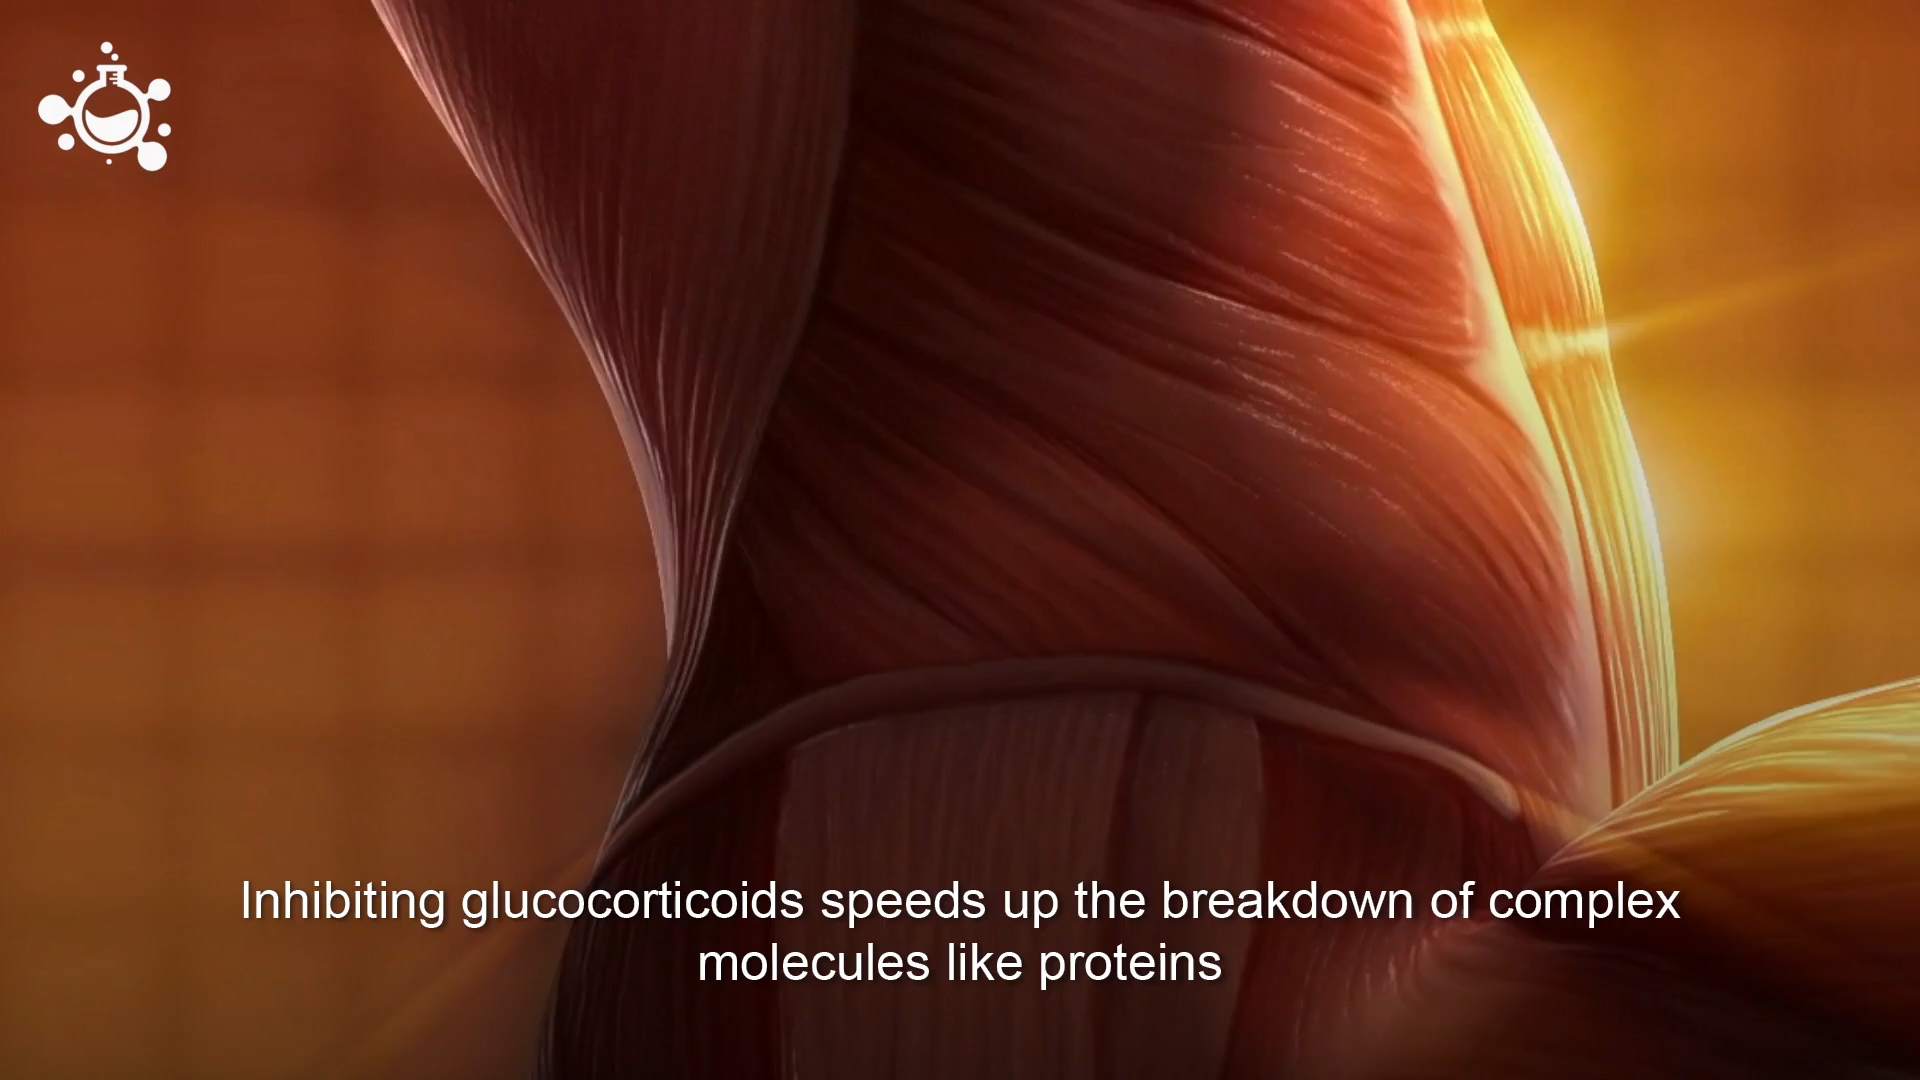 Inhibiting glucocorticoids speeds up the breakdown of complex
molecules like proteins